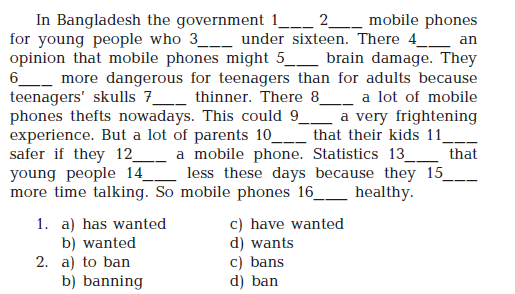 In Bangladesh the government 1___ 2___ mobile phones
for young people who 3___ under sixteen. There 4___ an
opinion that mobile phones might 5___ brain damage. They
6___ more dangerous for teenagers than for adults because
teenagers' skulls 7___ thinner. There 8___ a lot of mobile
phones thefts nowadays. This could 9___ a very frightening
experience. But a lot of parents 10___ that their kids 11___
safer if they 12___ a mobile phone. Statistics 13___ that
young people 14___ less these days because they 15___
more time talking. So mobile phones 16___ healthy.
1. a) has wanted c) have wanted
b) wanted d) wants
2. a) to ban c) bans
b) banning d) ban